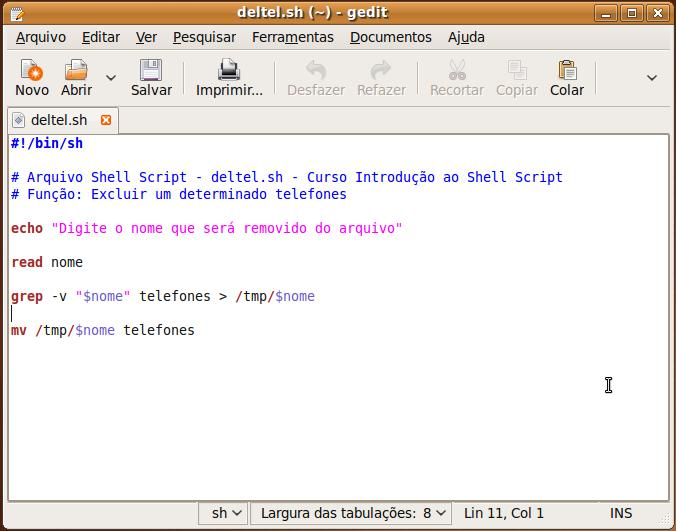 deltel.sh (~) - gedit
Arquivo Editar Ver Pesquisar Ferramentas Documentos Ajuda
Novo Abrir Salvar Imprimir... Desfazer Refazer Recortar Copiar Colar
deltel.sh
#!/bin/sh
# Arquivo Shell Script - deltel.sh - Curso Introdução ao Shell Script
# Função: Excluir um determinado telefones
echo "Digite o nome que será removido do arquivo"
read nome
grep -v "$nome" telefones > /tmp/$nome
mv /tmp/$nome telefones
sh Largura das tabulações: 8 Lin 11, Col 1 INS